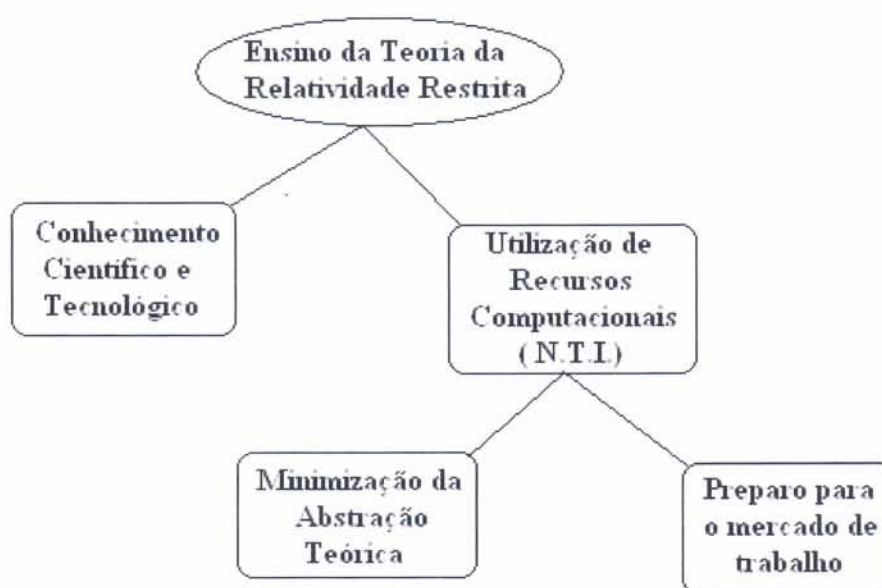 Ensino da Teoria da
Relatividade Restrita
Conhecimento
Científico e
Tecnológico
Utilização de
Recursos
Computacionais
( N.T.I.)
Minimização da
Abstração
Teórica
Preparo para
o mercado de
trabalho